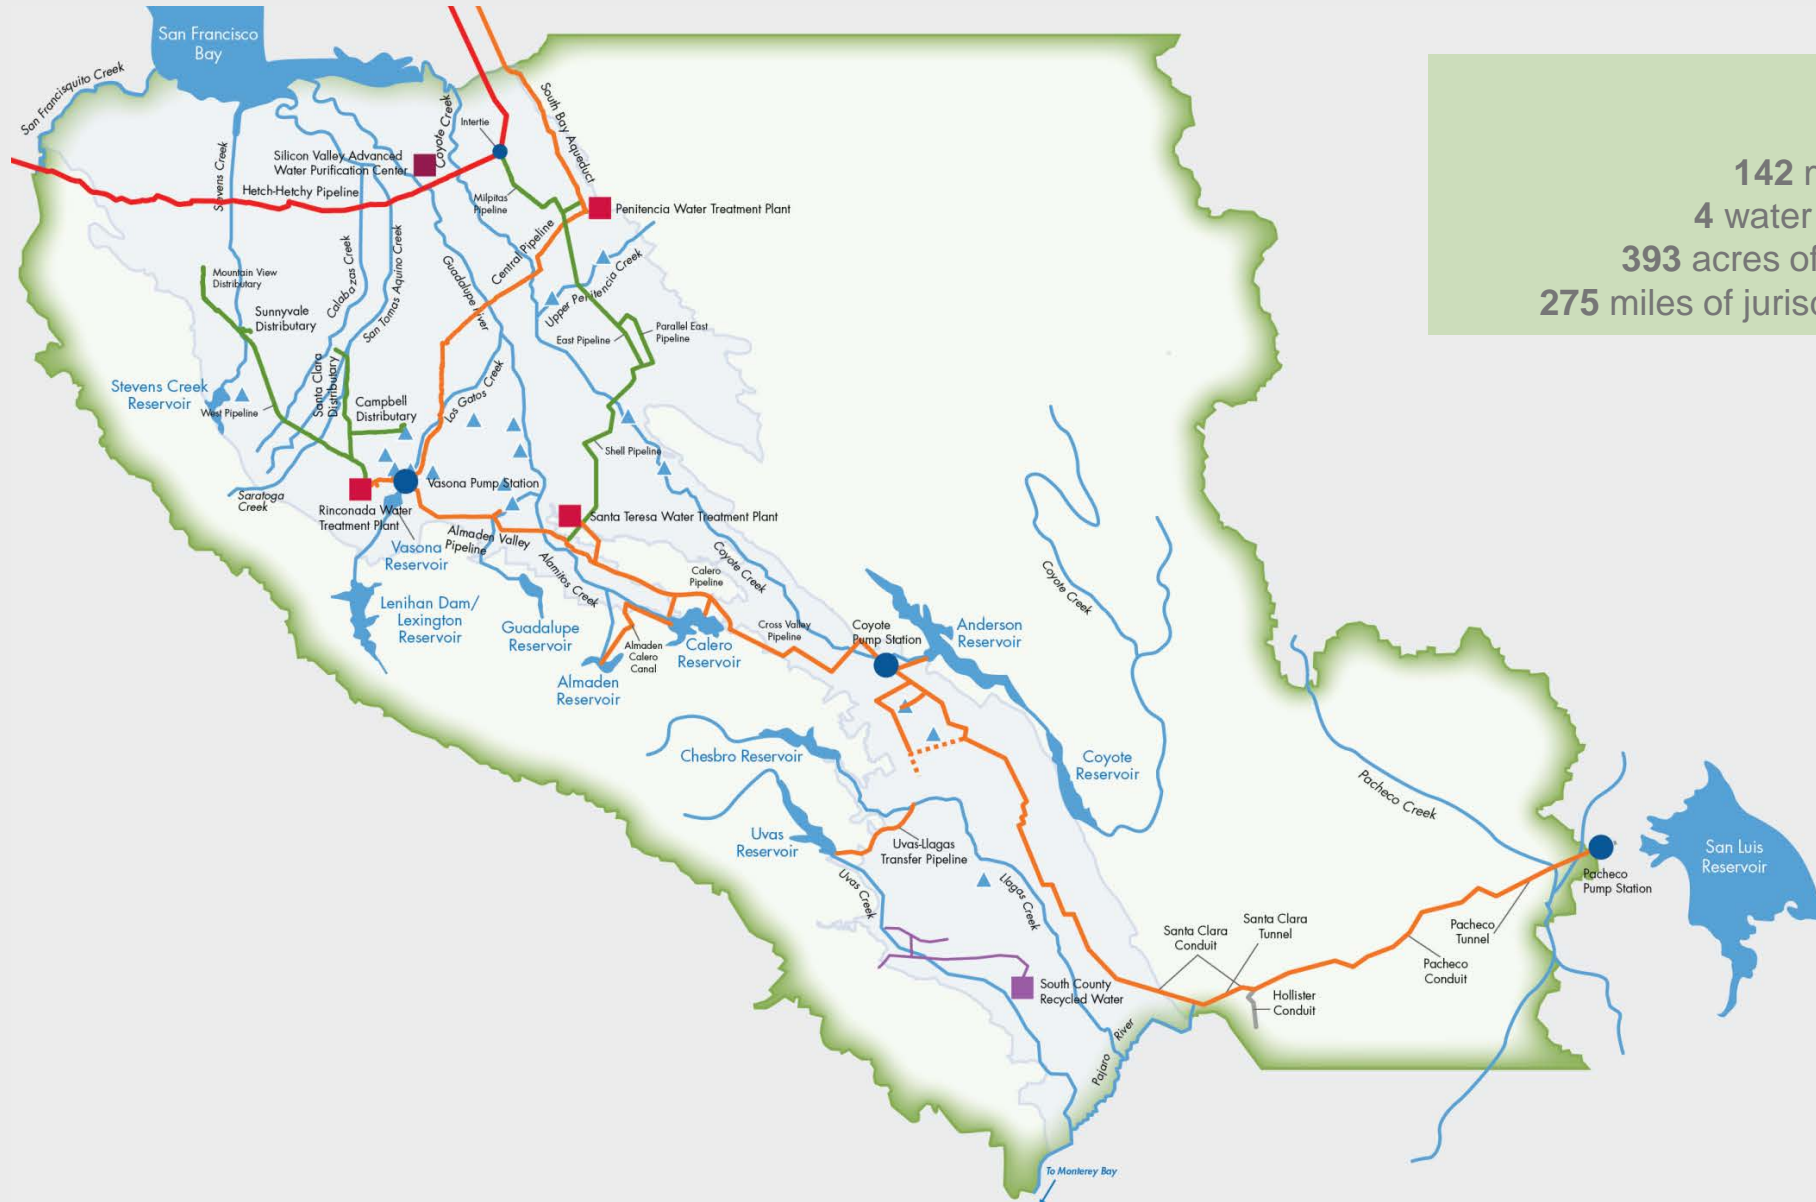 San Francisco
Bay
San Francisquito Creek
Stevens Creek
Silicon Valley Advanced
Water Purification Center
Hetch-Hetchy Pipeline
Coyote Creek
Intertie
South Bay Aqueduct
Milpitas
Pipeline
Penitencia Water Treatment Plant
Central Pipeline
Upper Penitencia Creek
Guadalupe River
Calabazas Creek
San Tomas Aquino Creek
Mountain View
Distributary
Sunnyvale
Distributary
East Pipeline
Parallel East
Pipeline
Stevens Creek
Reservoir
West Pipeline
Santa Clara
Distributary
Campbell
Distributary
Los Gatos Creek
Shell Pipeline
Saratoga
Creek
Rinconada Water
Treatment Plant
Vasona Pump Station
Santa Teresa Water Treatment Plant
Vasona
Reservoir
Almaden Valley
Pipeline
Alamitos Creek
Calero
Pipeline
Coyote Creek
Coyote Creek
Lenihan Dam/
Lexington
Reservoir
Guadalupe
Reservoir
Almaden
Calero
Canal
Calero
Reservoir
Almaden
Reservoir
Cross Valley
Pipeline
Coyote
Pump Station
Anderson
Reservoir
Chesbro Reservoir
Coyote
Reservoir
Uvas
Reservoir
Uvas-Llagas
Transfer Pipeline
Uvas Creek
Llagas Creek
South County
Recycled Water
Pajaro River
Santa Clara
Conduit
Santa Clara
Tunnel
Hollister
Conduit
Pacheco
Conduit
Pacheco
Tunnel
Pacheco Creek
Pacheco
Pump Station
San Luis
Reservoir
To Monterey Bay
142
4 water
393 acres of
275 miles of